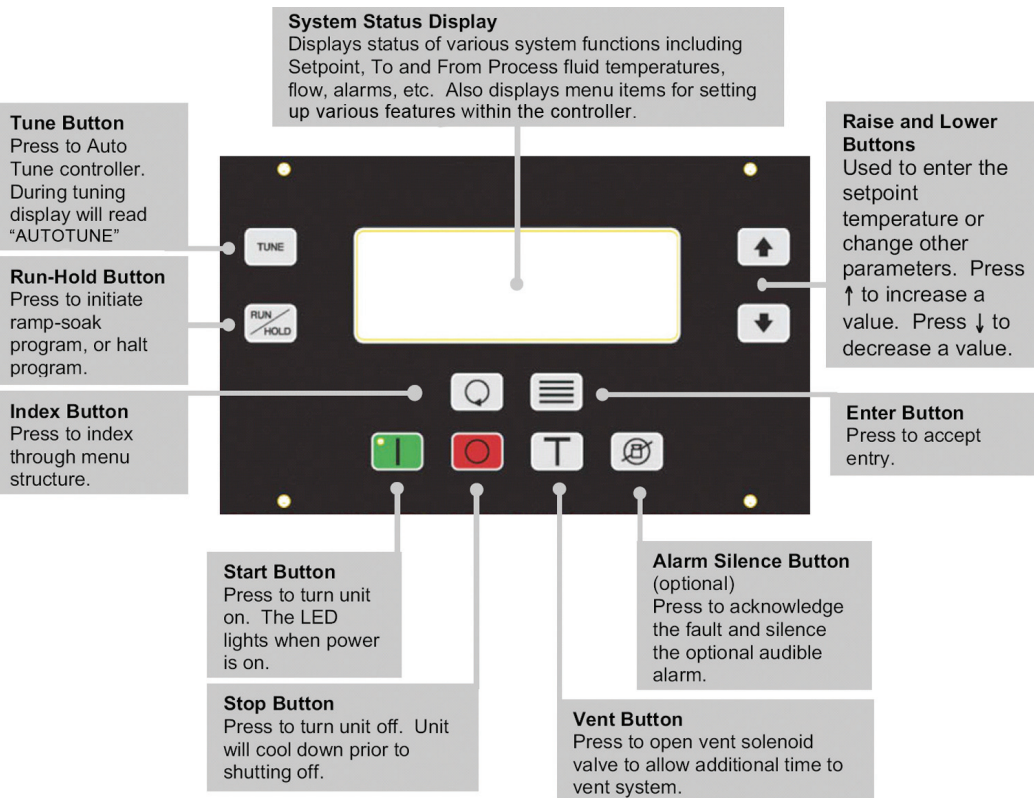 System Status Display
Displays status of various system functions including
Setpoint, To and From Process fluid temperatures,
flow, alarms, etc.  Also displays menu items for setting
up various features within the controller.
Tune Button
Press to Auto
Tune controller.
During tuning
display will read
“AUTOTUNE”
Run-Hold Button
Press to initiate
ramp-soak
program, or halt
program.
Index Button
Press to index
through menu
structure.
TUNE
RUN
HOLD
Raise and Lower
Buttons
Used to enter the
setpoint
temperature or
change other
parameters.  Press
↑ to increase a
value.  Press ↓ to
decrease a value.
Enter Button
Press to accept
entry.
Start Button
Press to turn unit
on.  The LED
lights when power
is on.
Stop Button
Press to turn unit off.  Unit
will cool down prior to
shutting off.
T
Alarm Silence Button
(optional)
Press to acknowledge
the fault and silence
the optional audible
alarm.
Vent Button
Press to open vent solenoid
valve to allow additional time to
vent system.